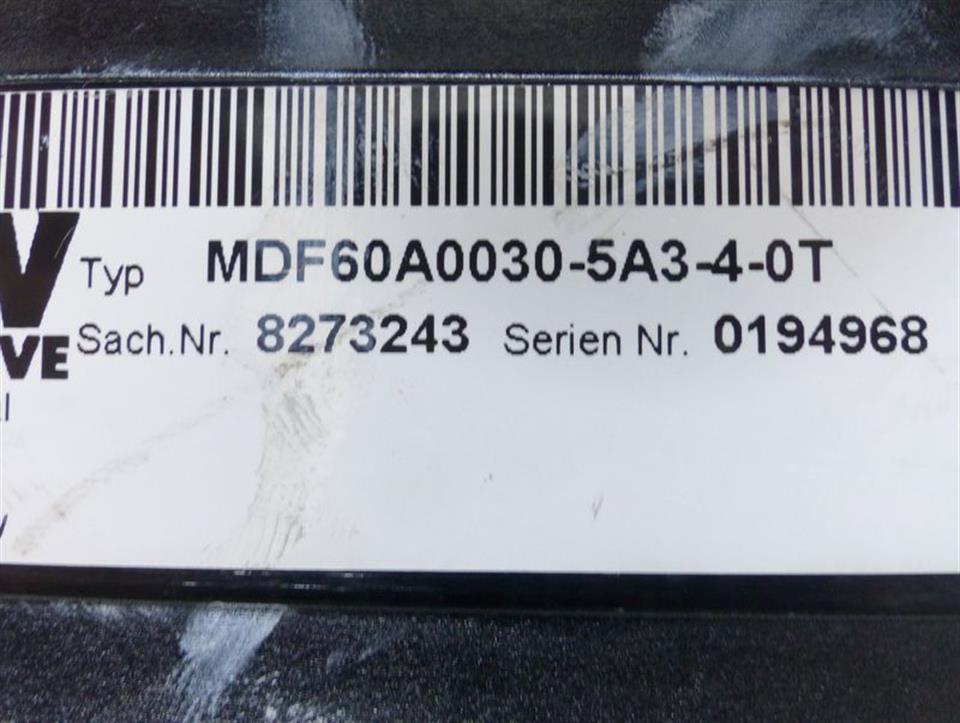 Typ MDF60A0030-5A3-4-0T
Sach.Nr. 8273243 Serien Nr. 0194968